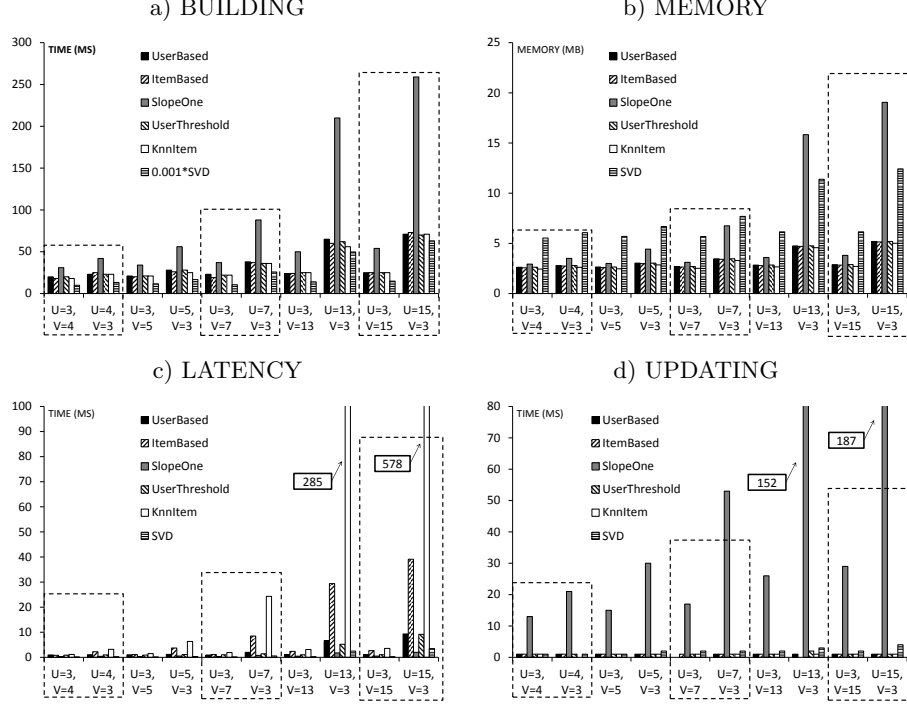 a) BUILDING
TIME (MS)
300
250
200
150
100
50
0
UserBased
ItemBased
SlopeOne
UserThreshold
KnnItem
0.001*SVD
U=3, U=4, U=3, U=5, U=3, U=7, U=3, U=13, U=3, U=15,
V=4 V=3 V=5 V=3 V=7 V=3 V=13 V=3 V=15 V=3
b) MEMORY
MEMORY (MB)
25
20
15
10
5
0
UserBased
ItemBased
SlopeOne
UserThreshold
KnnItem
SVD
U=3, U=4, U=3, U=5, U=3, U=7, U=3, U=13, U=3, U=15,
V=4 V=3 V=5 V=3 V=7 V=3 V=13 V=3 V=15 V=3
c) LATENCY
TIME (MS)
100
90
80
70
60
50
40
30
20
10
0
UserBased
ItemBased
SlopeOne
UserThreshold
KnnItem
SVD
285
578
U=3, U=4, U=3, U=5, U=3, U=7, U=3, U=13, U=3, U=15,
V=4 V=3 V=5 V=3 V=7 V=3 V=13 V=3 V=15 V=3
d) UPDATING
TIME (MS)
80
70
60
50
40
30
20
10
0
UserBased
ItemBased
SlopeOne
UserThreshold
KnnItem
SVD
152
187
U=3, U=4, U=3, U=5, U=3, U=7, U=3, U=13, U=3, U=15,
V=4 V=3 V=5 V=3 V=7 V=3 V=13 V=3 V=15 V=3